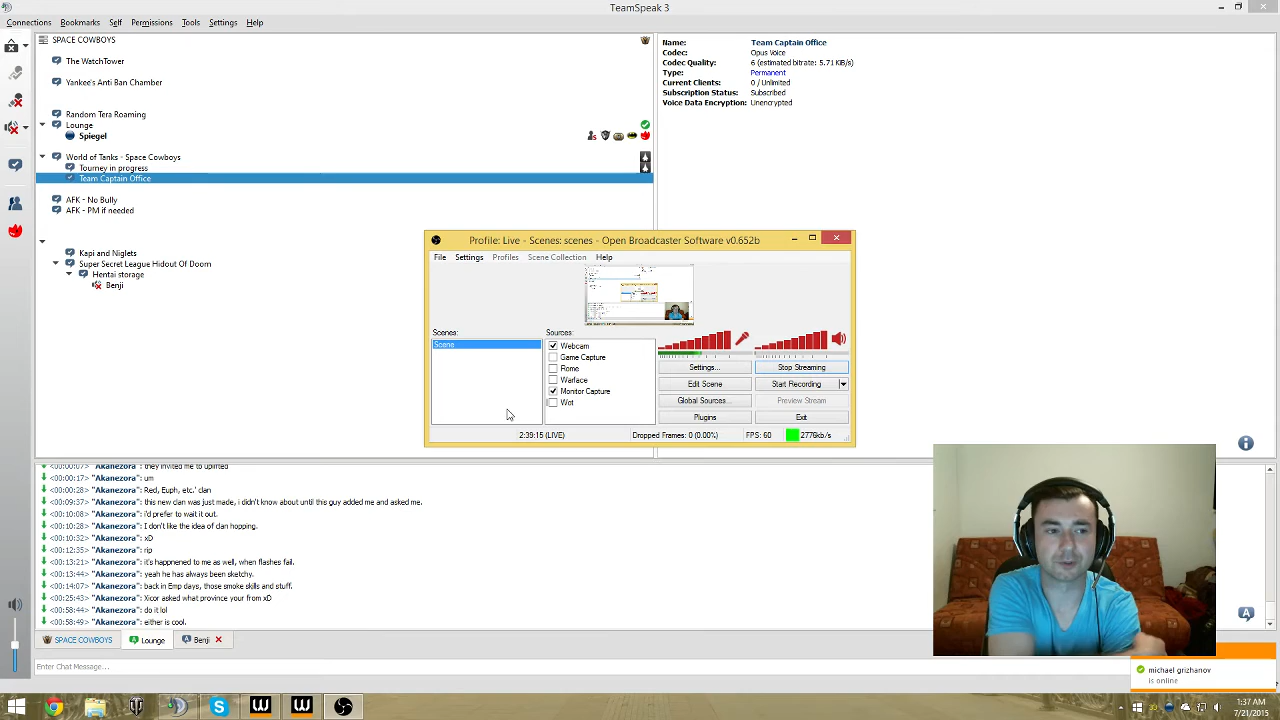 TeamSpeak 3
Connections Bookmarks Self Permissions Tools Settings Help
SPACE COWBOYS
The WatchTower
Yankee's Anti Ban Chamber
Random Tera Roaming
Lounge
Spiegel
World of Tanks - Space Cowboys
Tourney in progress
Team Captain Office
AFK - No Bully
AFK - PM if needed
Kapi and Niglets
Super Secret League Hidout Of Doom
Hentai storage
Benji
Name: Team Captain Office
Codec: Opus Voice
Codec Quality: 6 (estimated bitrate: 5.71 KiB/s)
Type: Permanent
Current Clients: 0 / Unlimited
Subscription Status: Subscribed
Voice Data Encryption: Unencrypted
Profile: Live - Scenes: scenes - Open Broadcaster Software v0.652b
File Settings Profiles Scene Collection Help
Scenes:
Scene
Sources:
Webcam
Game Capture
Rome
Warface
Monitor Capture
Wot
Settings... Stop Streaming
Edit Scene Start Recording
Global Sources... Preview Stream
Plugins Exit
2:39:15 (LIVE) Dropped Frames: 0 (0.00%) FPS: 60 2776kb/s
<00:00:07> "Akanezora": they invited me to uplifted
<00:00:17> "Akanezora": um
<00:00:28> "Akanezora": Red, Euph, etc.' clan
<00:09:37> "Akanezora": this new clan was just made, i didn't know about until this guy added me and asked me.
<00:10:08> "Akanezora": i'd prefer to wait it out.
<00:10:28> "Akanezora": I don't like the idea of dan hopping.
<00:10:32> "Akanezora": xD
<00:12:35> "Akanezora": rip
<00:13:21> "Akanezora": it's happnened to me as well, when flashes fail.
<00:13:44> "Akanezora": yeah he has always been sketchy.
<00:14:07> "Akanezora": back in Emp days, those smoke skills and stuff.
<00:25:43> "Akanezora": Xicor asked what province your from xD
<00:58:44> "Akanezora": do it lol
<00:58:49> "Akanezora": either is cool.
SPACE COWBOYS Lounge Benji
Enter Chat Message...
michael grizhanov
is online
1:37 AM
7/21/2015